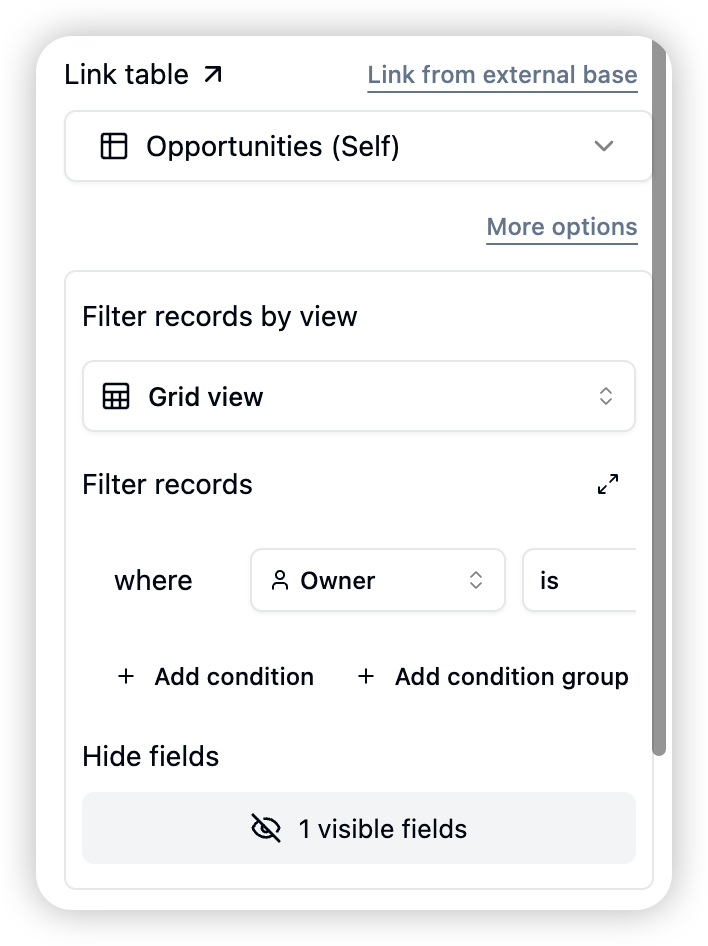 Link table
Link from external base
Opportunities (Self)
More options
Filter records by view
Grid view
Filter records
where Owner is
+ Add condition + Add condition group
Hide fields
1 visible fields